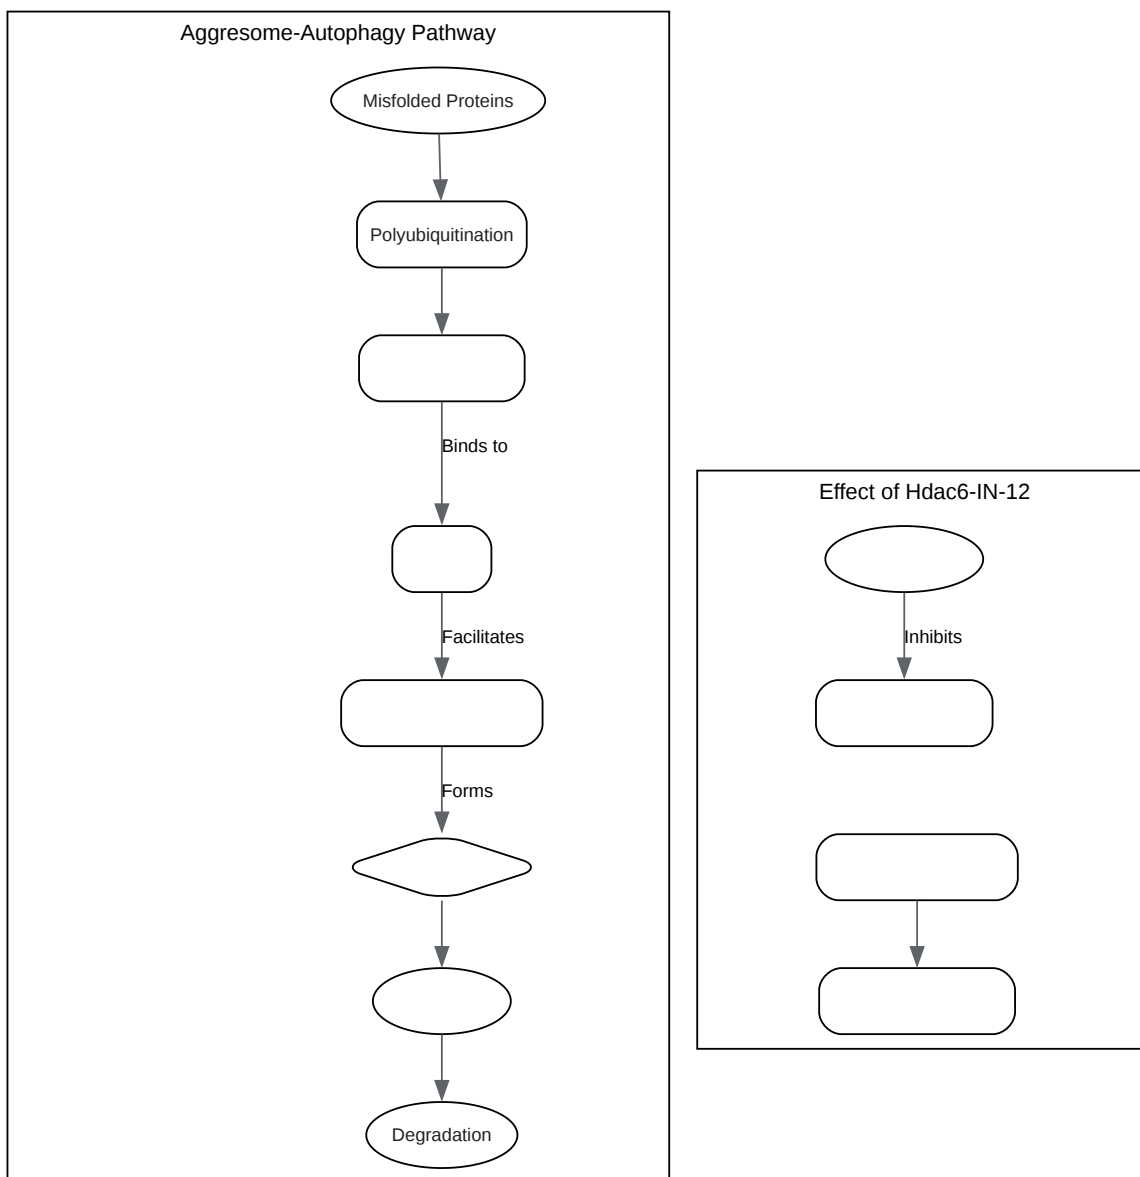 Aggresome-Autophagy Pathway
Misfolded Proteins
Polyubiquitination
Binds to
Facilitates
Forms
Degradation
Effect of Hdac6-IN-12
Inhibits